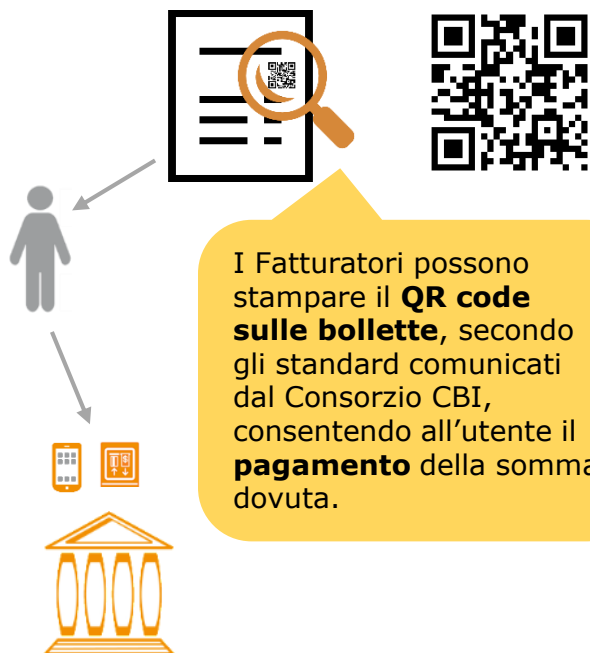 I Fatturatori possono
stampare il QR code
sulle bollette, secondo
gli standard comunicati
dal Consorzio CBI,
consentendo all’utente il
pagamento della somma
dovuta.